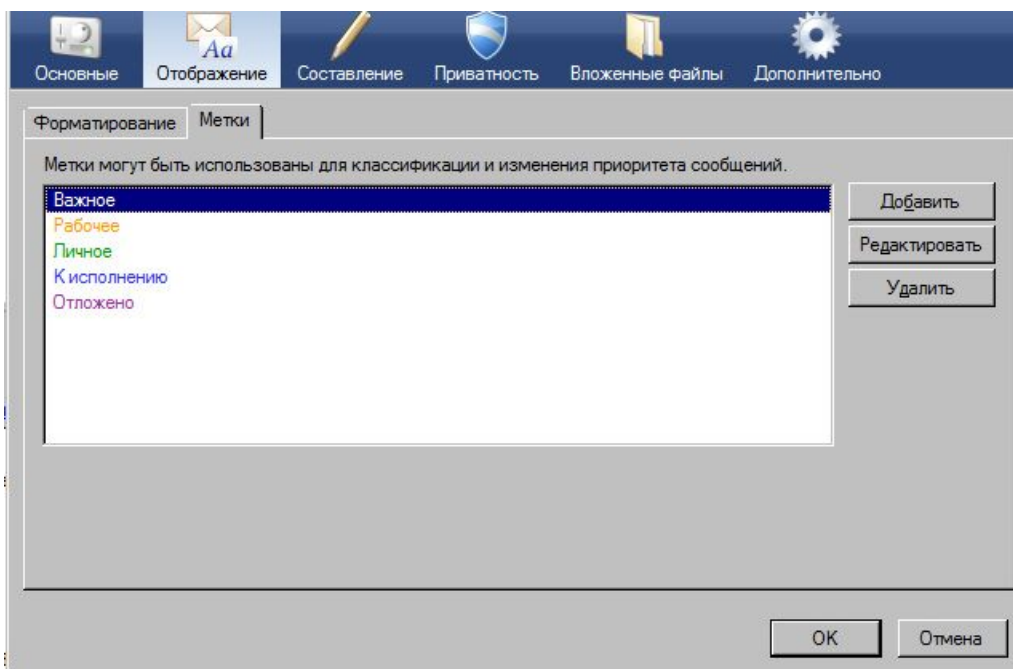 Aa
Основные Отображение Составление Приватность Вложенные файлы Дополнительно
Форматирование Метки
Метки могут быть использованы для классификации и изменения приоритета сообщений.
Важное
Рабочее
Личное
К исполнению
Отложено
Добавить
Редактировать
Удалить
OK Отмена